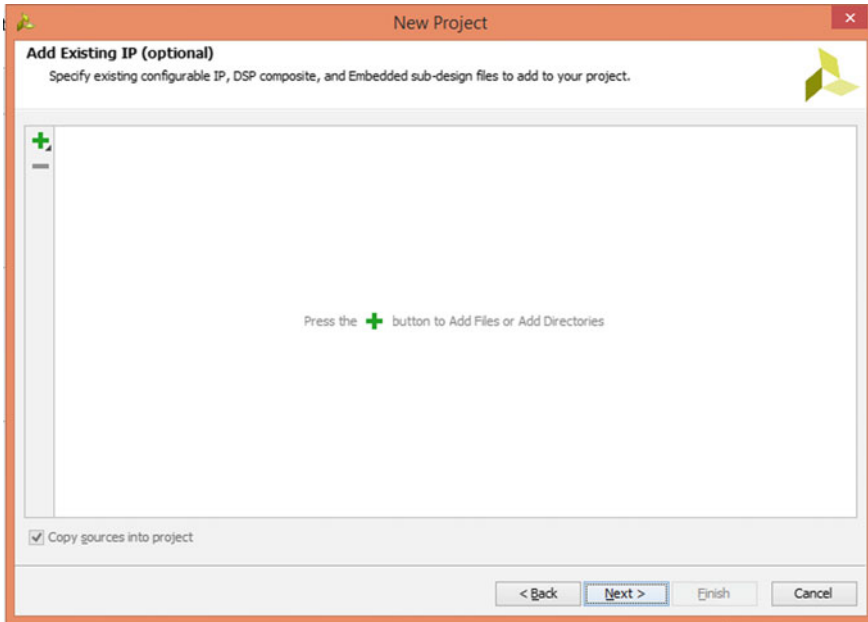 New Project
Add Existing IP (optional)
Specify existing configurable IP, DSP composite, and Embedded sub-design files to add to your project.
Press the button to Add Files or Add Directories
Copy sources into project
< Back Next > Finish Cancel